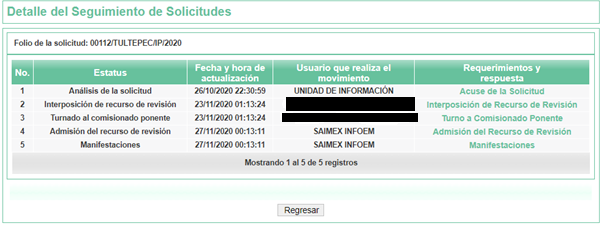 Detalle del Seguimiento de Solicitudes
Folio de la solicitud: 00112/TULTEPEC/IP/2020
No. Estatus Fecha y hora de actualización Usuario que realiza el movimiento Requerimientos y respuesta
1 Análisis de la solicitud 26/10/2020 22:30:59 UNIDAD DE INFORMACIÓN Acuse de la Solicitud
2 Interposición de recurso de revisión 23/11/2020 01:13:24 Interposición de Recurso de Revisión
3 Turnado al comisionado ponente 23/11/2020 01:13:24 Turno a Comisionado Ponente
4 Admisión del recurso de revisión 27/11/2020 00:13:11 SAIMEX INFOEM Admisión del Recurso de Revisión
5 Manifestaciones 27/11/2020 00:13:11 SAIMEX INFOEM Manifestaciones
Mostrando 1 al 5 de 5 registros
Regresar